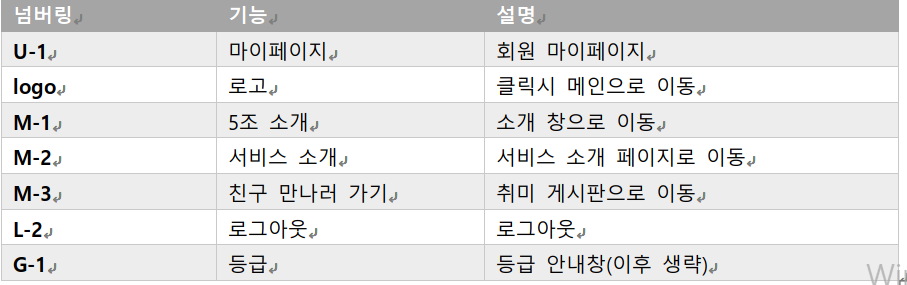 넘버링 기능 설명
U-1 마이페이지 회원 마이페이지
logo 로고 클릭시 메인으로 이동
M-1 5조 소개 소개 창으로 이동
M-2 서비스 소개 서비스 소개 페이지로 이동
M-3 친구 만나러 가기 취미 게시판으로 이동
L-2 로그아웃 로그아웃
G-1 등급 등급 안내창(이후 생략)